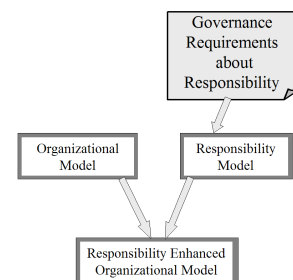 Governance
Requirements
about
Responsibility
Organizational
Model
Responsibility
Model
Responsibility Enhanced
Organizational Model